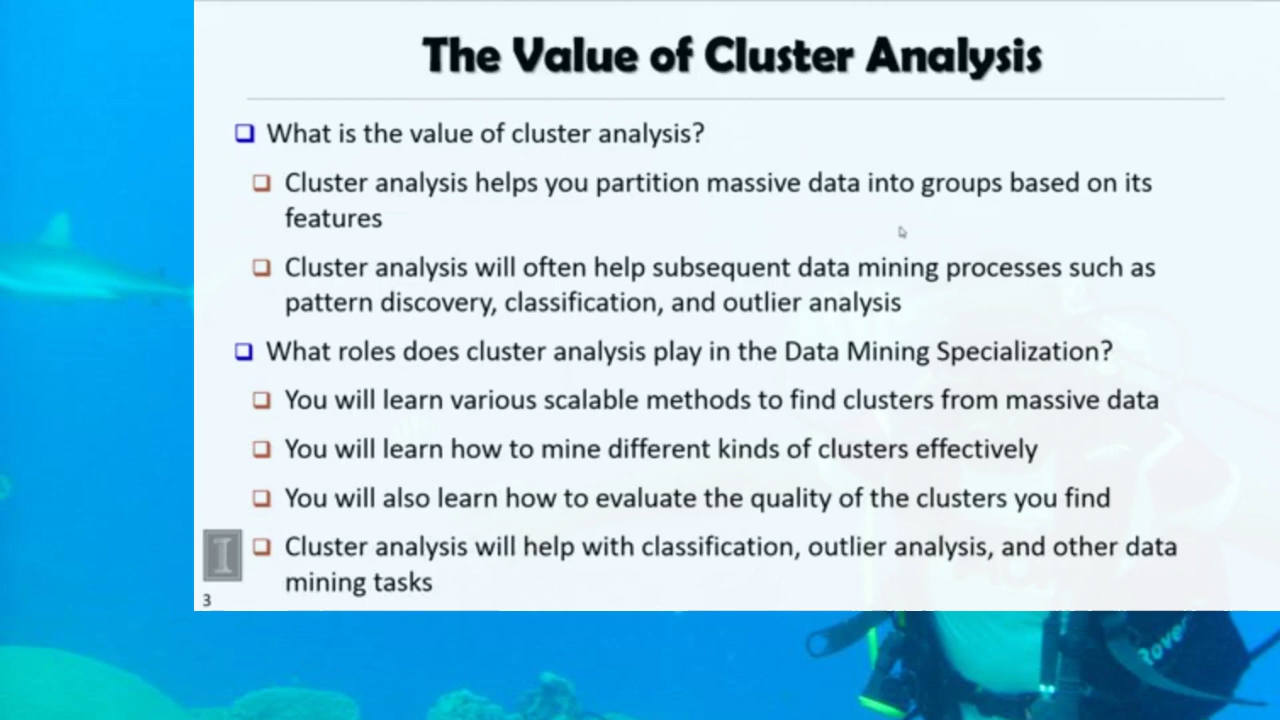 The Value of Cluster Analysis
What is the value of cluster analysis?
Cluster analysis helps you partition massive data into groups based on its
features
Cluster analysis will often help subsequent data mining processes such as
pattern discovery, classification, and outlier analysis
What roles does cluster analysis play in the Data Mining Specialization?
You will learn various scalable methods to find clusters from massive data
You will learn how to mine different kinds of clusters effectively
You will also learn how to evaluate the quality of the clusters you find
I
Cluster analysis will help with classification, outlier analysis, and other data
mining tasks
3
Rover